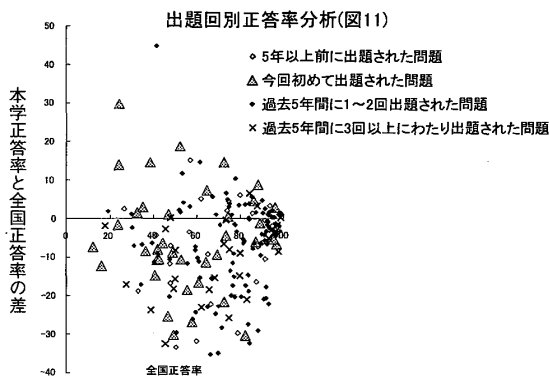 出題回別正答率分析(図11)
50
◇ 5年以上前に出題された問題
40
△ 今回初めて出題された問題
30
◆ 過去5年間に1～2回出題された問題
× 過去5年間に3回以上にわたり出題された問題
20
10
0
0 20 40 60 80 100
-10
-20
-30
-40
本学正答率と全国正答率の差
全国正答率